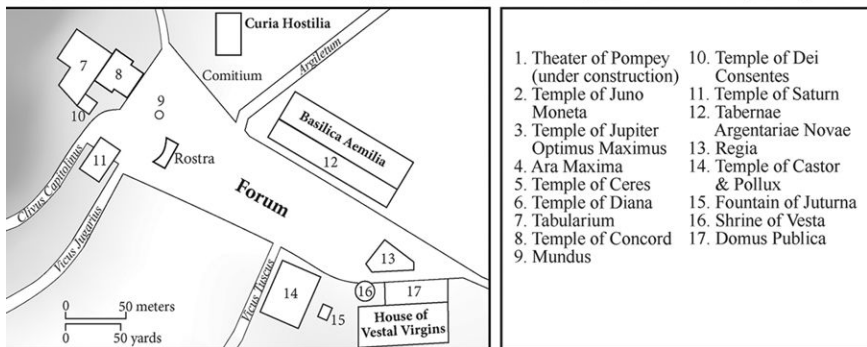 Curia Hostilia
Comitium
Argiletum
7
8
9
10
Basilica Aemilia
12
11
Rostra
Forum
Clivus Capitolinus
Vicus Jugarius
Vicus Tuscus
13
14
15
16
17
House of
Vestal Virgins
0 50 meters
0 50 yards
1. Theater of Pompey
(under construction)
2. Temple of Juno
Moneta
3. Temple of Jupiter
Optimus Maximus
4. Ara Maxima
5. Temple of Ceres
6. Temple of Diana
7. Tabularium
8. Temple of Concord
9. Mundus
10. Temple of Dei
Consentes
11. Temple of Saturn
12. Tabernae
Argentariae Novae
13. Regia
14. Temple of Castor
& Pollux
15. Fountain of Juturna
16. Shrine of Vesta
17. Domus Publica